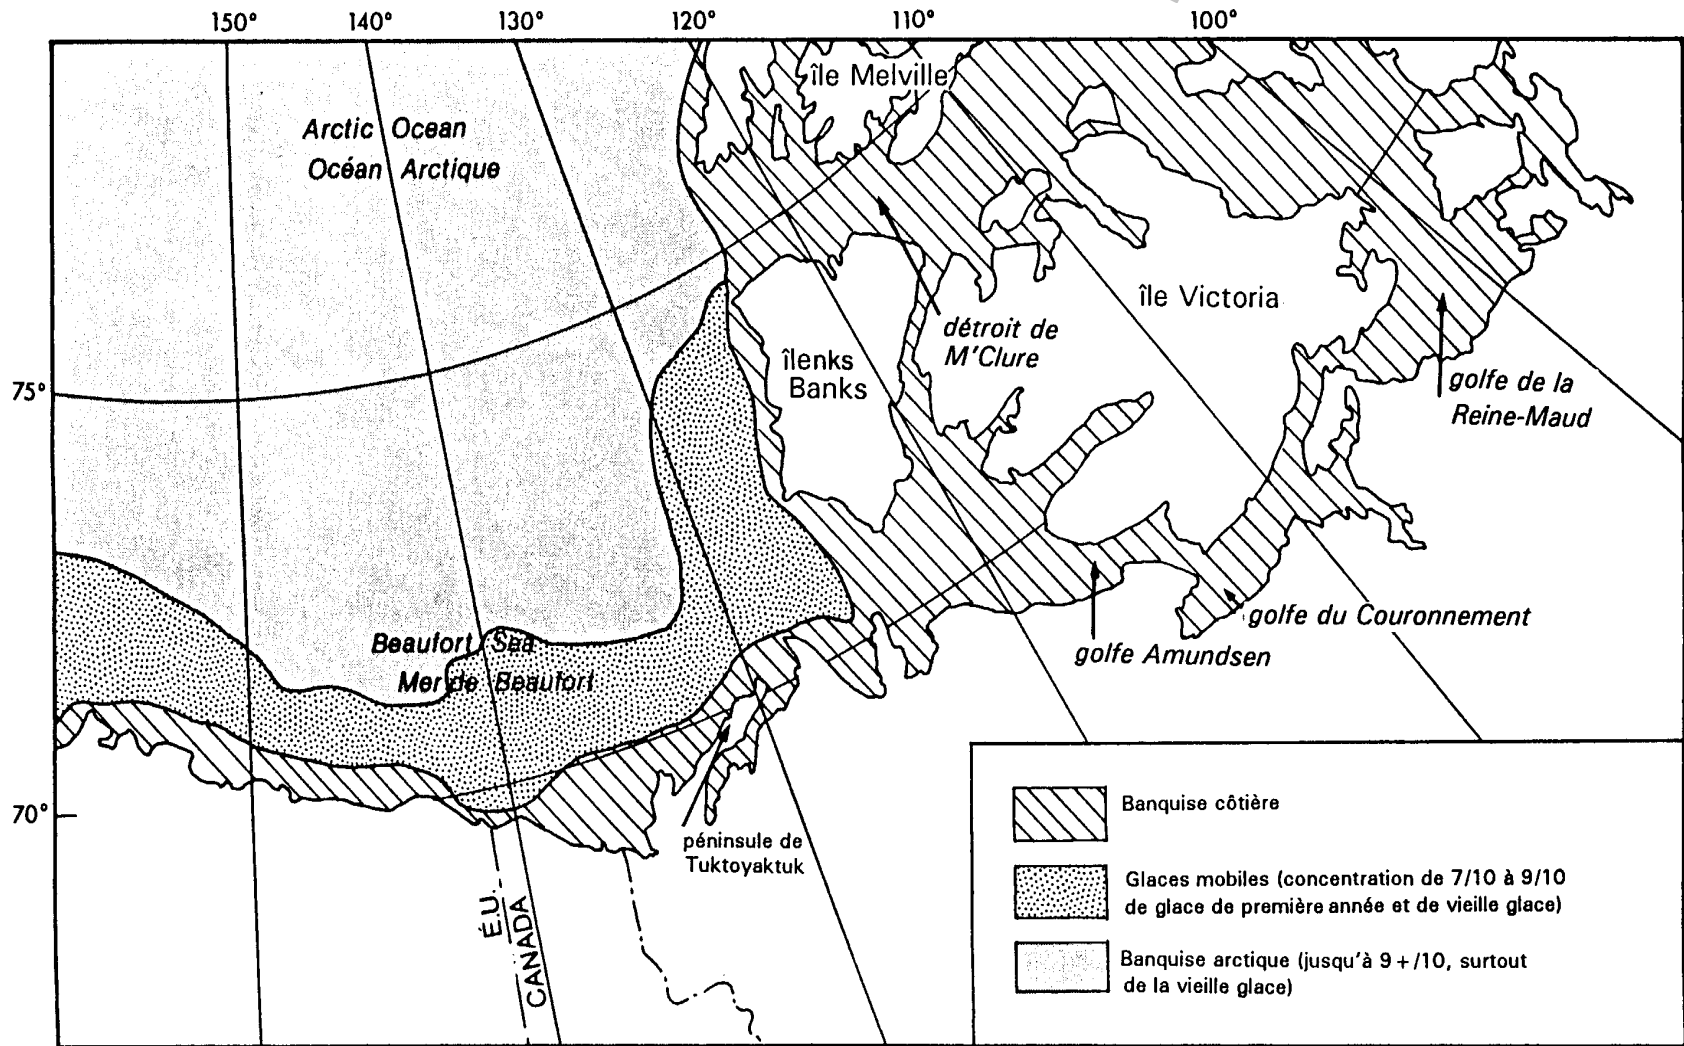 150° 140° 130° 120° 110° 100°
île Melville
Arctic Ocean
Océan Arctique
île Victoria
détroit de
M'Clure
îlenks
Banks
75°
golfe de la
Reine-Maud
golfe du Couronnement
Beaufort Sea
Mer de Beaufort
golfe Amundsen
70°
péninsule de
Tuktoyaktuk
É.U.
CANADA
Banquise côtière
Glaces mobiles (concentration de 7/10 à 9/10
de glace de première année et de vieille glace)
Banquise arctique (jusqu'à 9+/10, surtout
de la vieille glace)